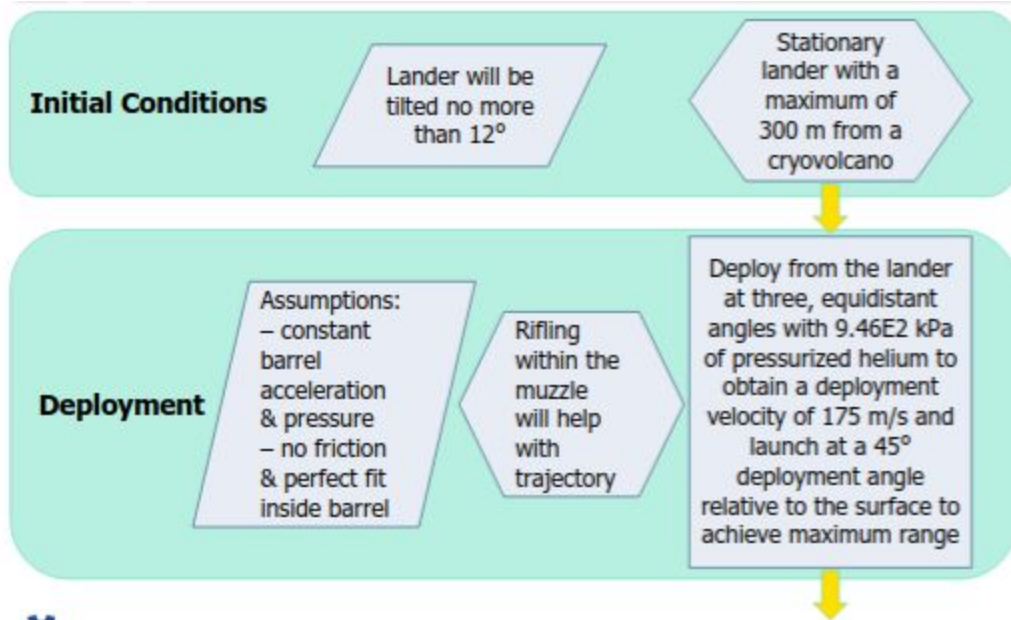 Initial Conditions
Lander will be
tilted no more
than 12°
Stationary
lander with a
maximum of
300 m from a
cryovolcano
Deployment
Assumptions:
– constant
barrel
acceleration
& pressure
– no friction
& perfect fit
inside barrel
Rifling
within the
muzzle
will help
with
trajectory
Deploy from the lander
at three, equidistant
angles with 9.46E2 kPa
of pressurized helium to
obtain a deployment
velocity of 175 m/s and
launch at a 45°
deployment angle
relative to the surface to
achieve maximum range